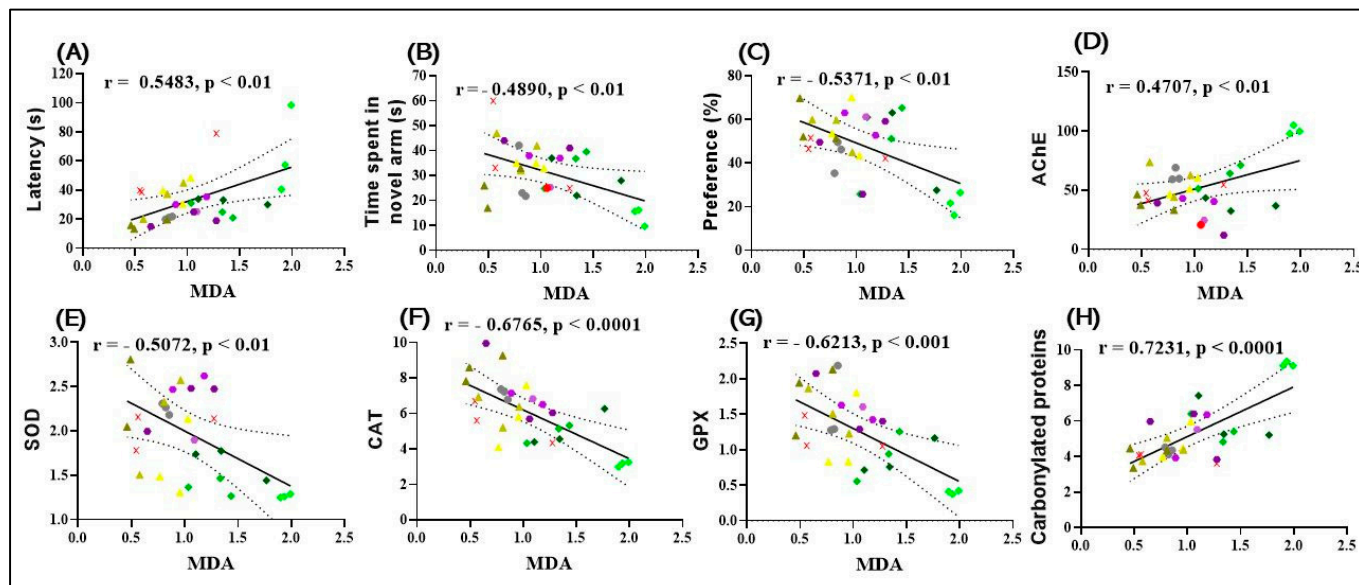 (A)
r = 0.5483, p < 0.01
Latency (s)
120
100
80
60
40
20
0
0.0 0.5 1.0 1.5 2.0 2.5
MDA
(B)
r = - 0.4890, p < 0.01
Time spent in
novel arm (s)
70
60
50
40
30
20
10
0
0.0 0.5 1.0 1.5 2.0 2.5
MDA
(C)
r = - 0.5371, p < 0.01
Preference (%)
80
60
40
20
0
0.0 0.5 1.0 1.5 2.0 2.5
MDA
(D)
r = 0.4707, p < 0.01
AChE
150
100
50
0
0.0 0.5 1.0 1.5 2.0 2.5
MDA
(E)
r = - 0.5072, p < 0.01
SOD
3.0
2.5
2.0
1.5
1.0
0.0 0.5 1.0 1.5 2.0 2.5
MDA
(F)
r = - 0.6765, p < 0.0001
CAT
10
8
6
4
2
0
0.0 0.5 1.0 1.5 2.0 2.5
MDA
(G)
r = - 0.6213, p < 0.001
GPX
2.5
2.0
1.5
1.0
0.5
0.0
0.0 0.5 1.0 1.5 2.0 2.5
MDA
(H)
r = 0.7231, p < 0.0001
Carbonylated proteins
10
8
6
4
2
0
0.0 0.5 1.0 1.5 2.0 2.5
MDA